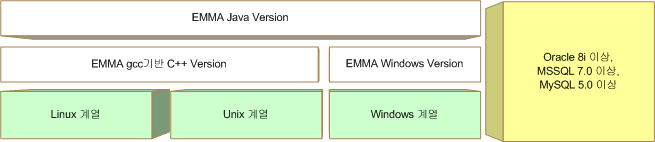 EMMA Java Version
EMMA gcc기반 C++ Version
EMMA Windows Version
Linux 계열
Unix 계열
Windows 계열
Oracle 8i 이상,
MSSQL 7.0 이상,
MySQL 5.0 이상